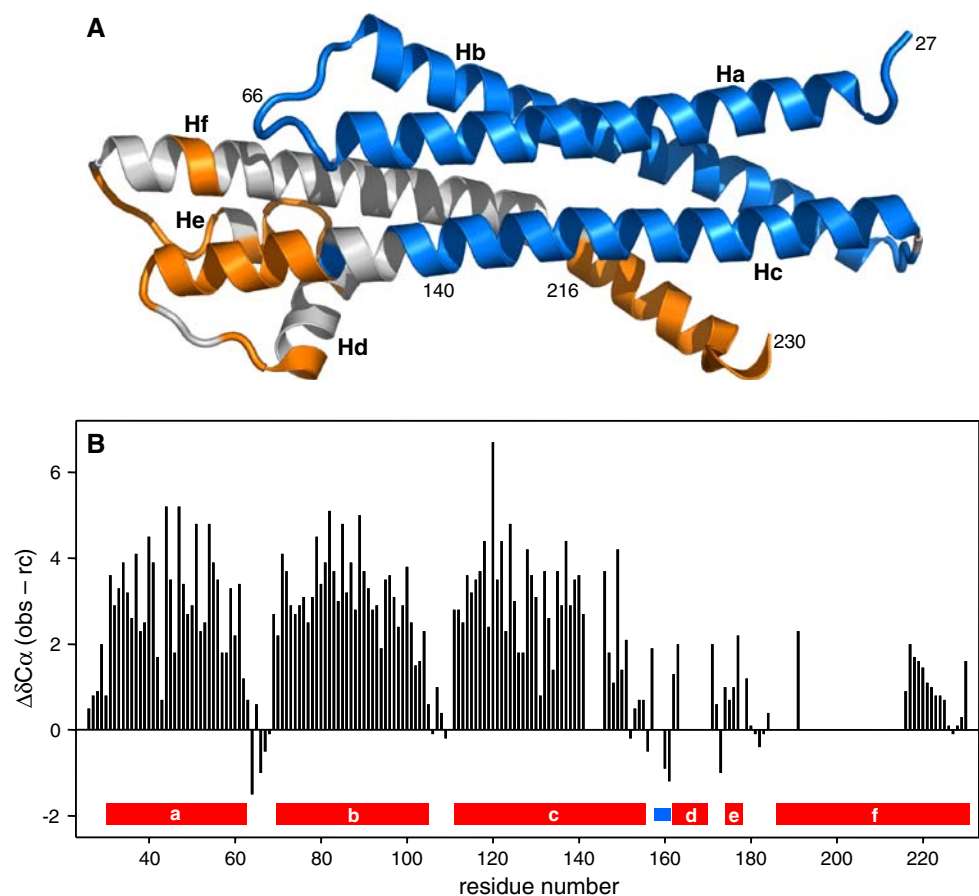 A
Hb
27
Ha
66
Hf
He
Hc
140
216
230
Hd
B
6
4
2
0
-2
ΔδCα (obs – rc)
a b c d e f
40 60 80 100 120 140 160 180 200 220
residue number